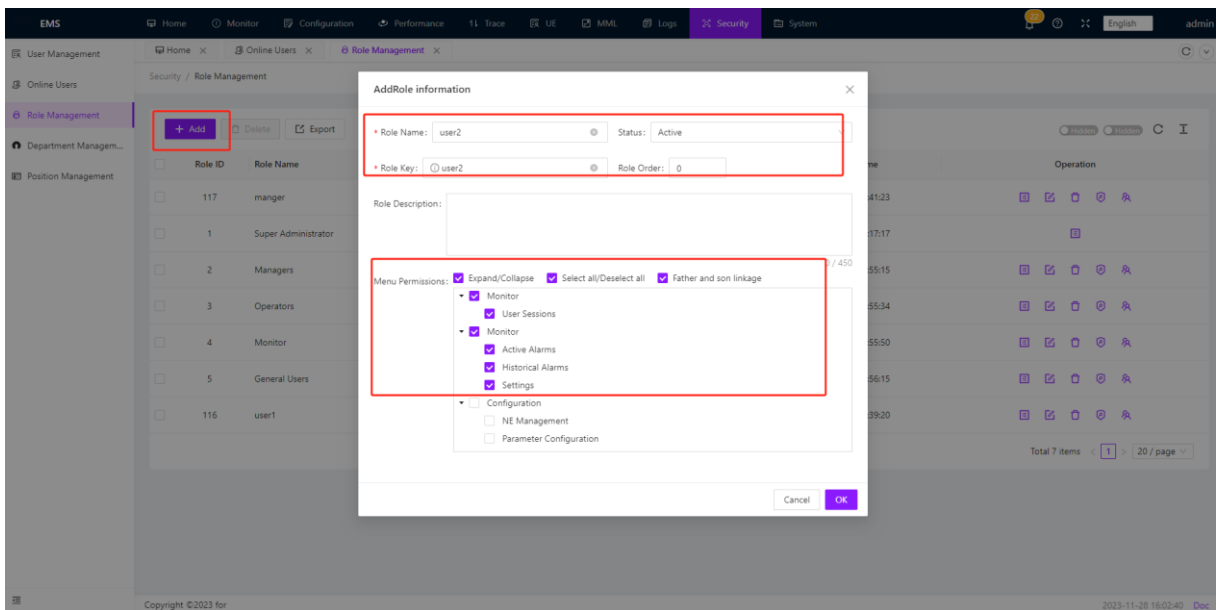 EMS Home Monitor Configuration Performance Trace UE MML Logs Security System 22 English admin
User Management Home Online Users Role Management
Online Users Security / Role Management
Role Management
Department Managem...
Position Management
+ Add Delete Export Hidden Hidden
Role ID Role Name me Operation
117 manger :41:23
1 Super Administrator :17:17
2 Managers :55:15
3 Operators :55:34
4 Monitor :55:50
5 General Users :56:15
116 user1 :39:20
Total 7 items < 1 > 20 / page
AddRole information
* Role Name: user2 Status: Active
* Role Key: user2 Role Order: 0
Role Description:
/ 450
Menu Permissions: Expand/Collapse Select all/Deselect all Father and son linkage
Monitor
User Sessions
Monitor
Active Alarms
Historical Alarms
Settings
Configuration
NE Management
Parameter Configuration
Cancel OK
Copyright ©2023 for 2023-11-28 16:02:40 Doc